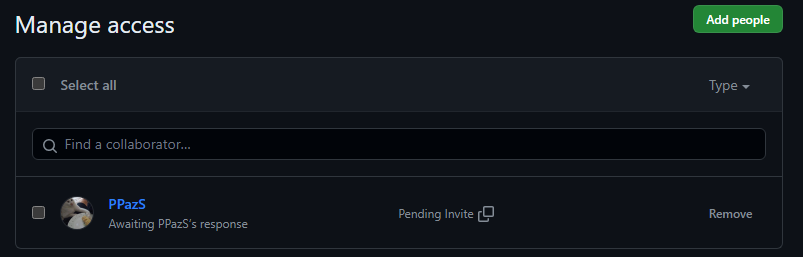 Manage access
Add people
Select all
Type
Find a collaborator...
PPazS
Awaiting PPazS's response
Pending Invite
Remove